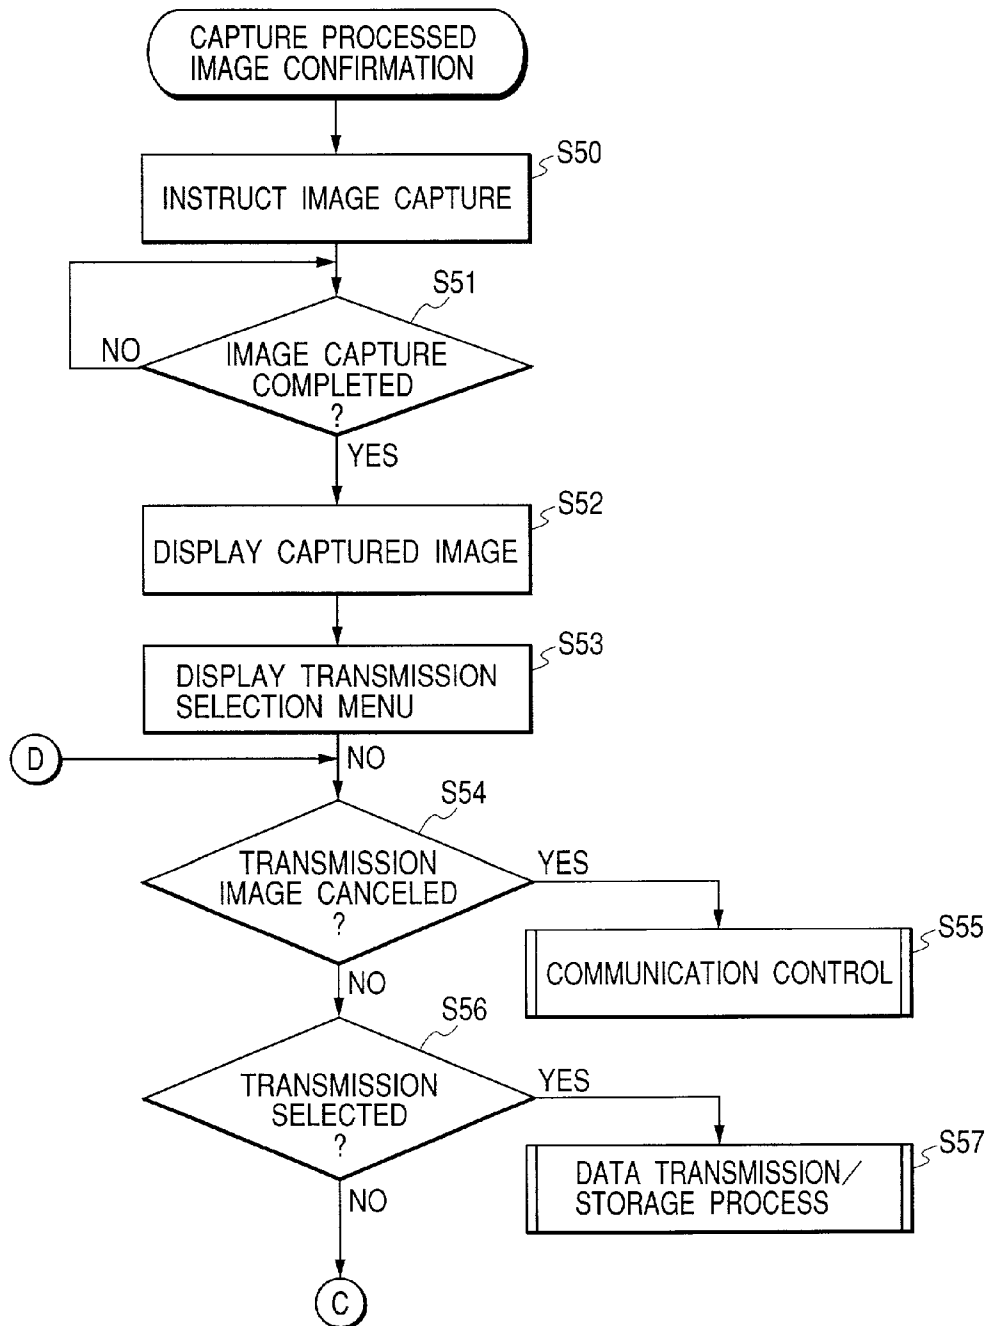 CAPTURE PROCESSED
IMAGE CONFIRMATION
S50
INSTRUCT IMAGE CAPTURE
S51
NO
IMAGE CAPTURE
COMPLETED
?
YES
S52
DISPLAY CAPTURED IMAGE
S53
DISPLAY TRANSMISSION
SELECTION MENU
D
NO
S54
TRANSMISSION
IMAGE CANCELED
?
YES
S55
COMMUNICATION CONTROL
NO
S56
TRANSMISSION
SELECTED
?
YES
S57
DATA TRANSMISSION/
STORAGE PROCESS
NO
C